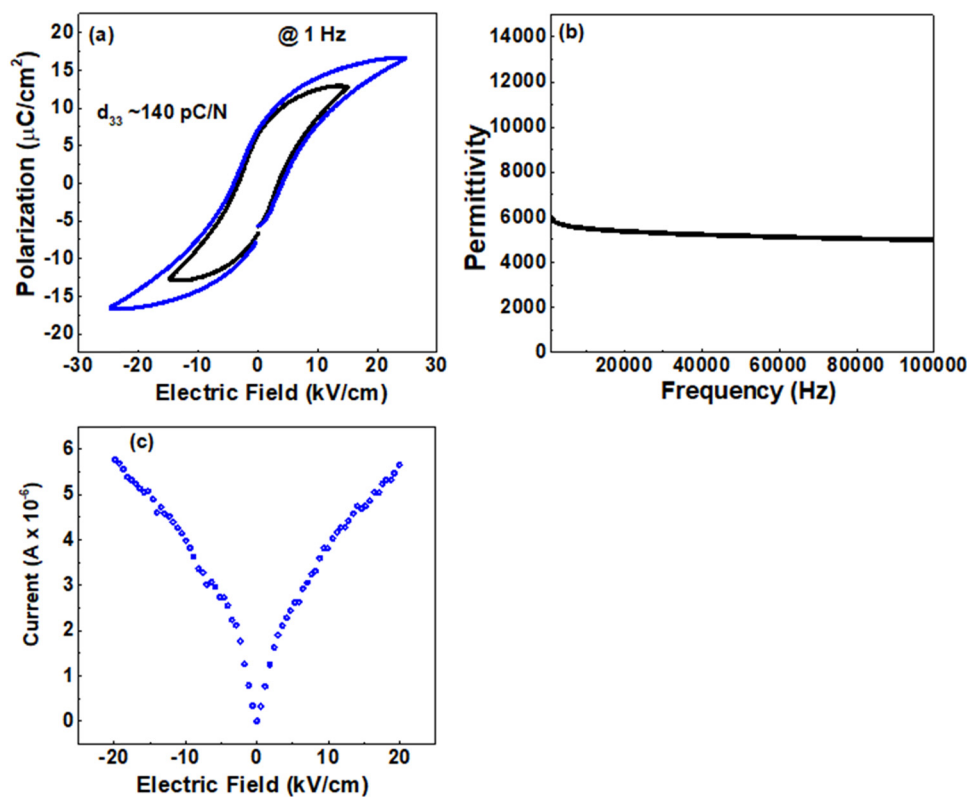 (a)
@ 1 Hz
d33 ~140 pC/N
Polarization (μC/cm2)
20
15
10
5
0
-5
-10
-15
-20
-30 -20 -10 0 10 20 30
Electric Field (kV/cm)
(b)
Permittivity
14000
12000
10000
8000
6000
4000
2000
0
20000 40000 60000 80000 100000
Frequency (Hz)
(c)
Current (A x 10-6)
6
5
4
3
2
1
0
-20 -10 0 10 20
Electric Field (kV/cm)